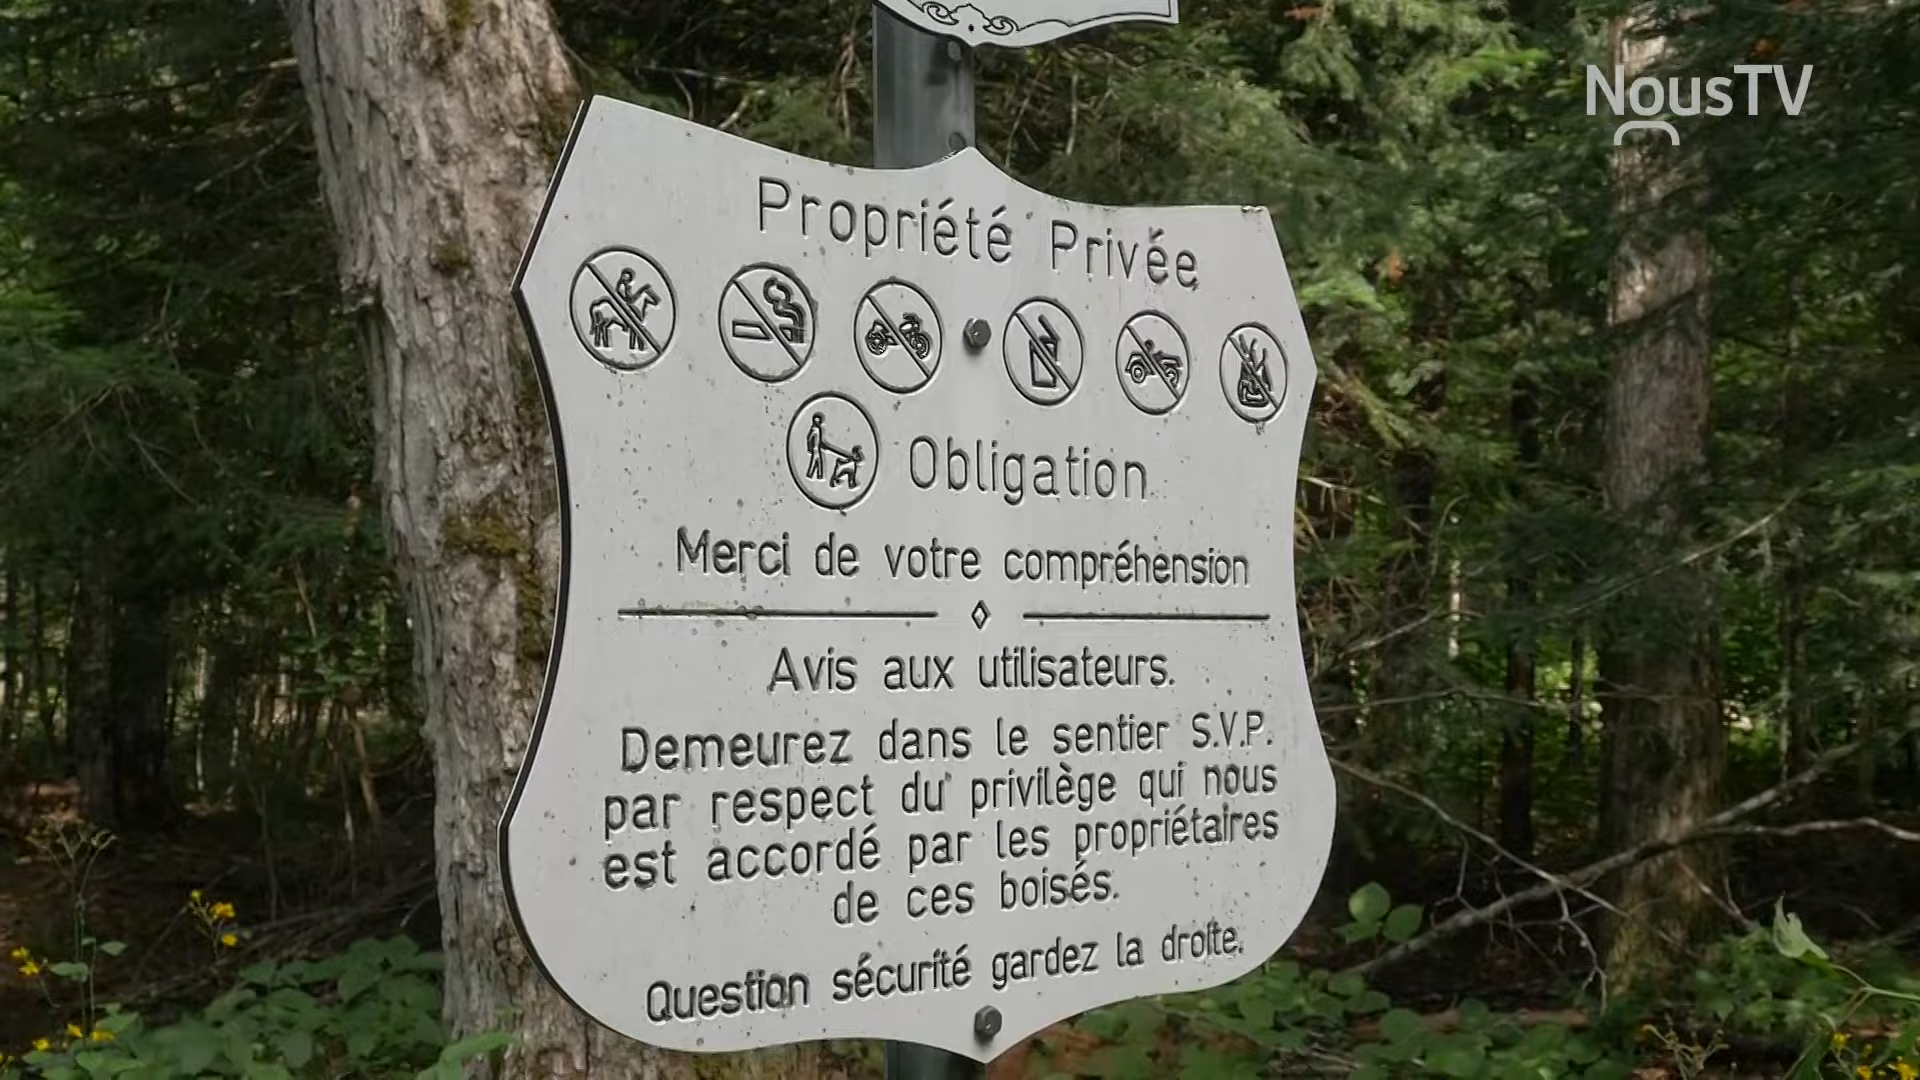 NousTV
Propriété Privée
Obligation
Merci de votre compréhension
Avis aux utilisateurs.
Demeurez dans le sentier S.V.P.
par respect du privilège qui nous
est accordé par les propriétaires
de ces boisés.
Question sécurité gardez la droite.